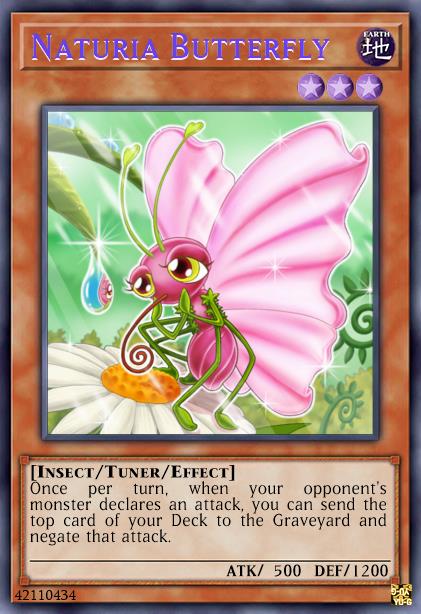 Naturia Butterfly
EARTH
地
[Insect/Tuner/Effect]
Once per turn, when your opponent's
monster declares an attack, you can send the
top card of your Deck to the Graveyard and
negate that attack.
ATK/ 500 DEF/1200
42110434